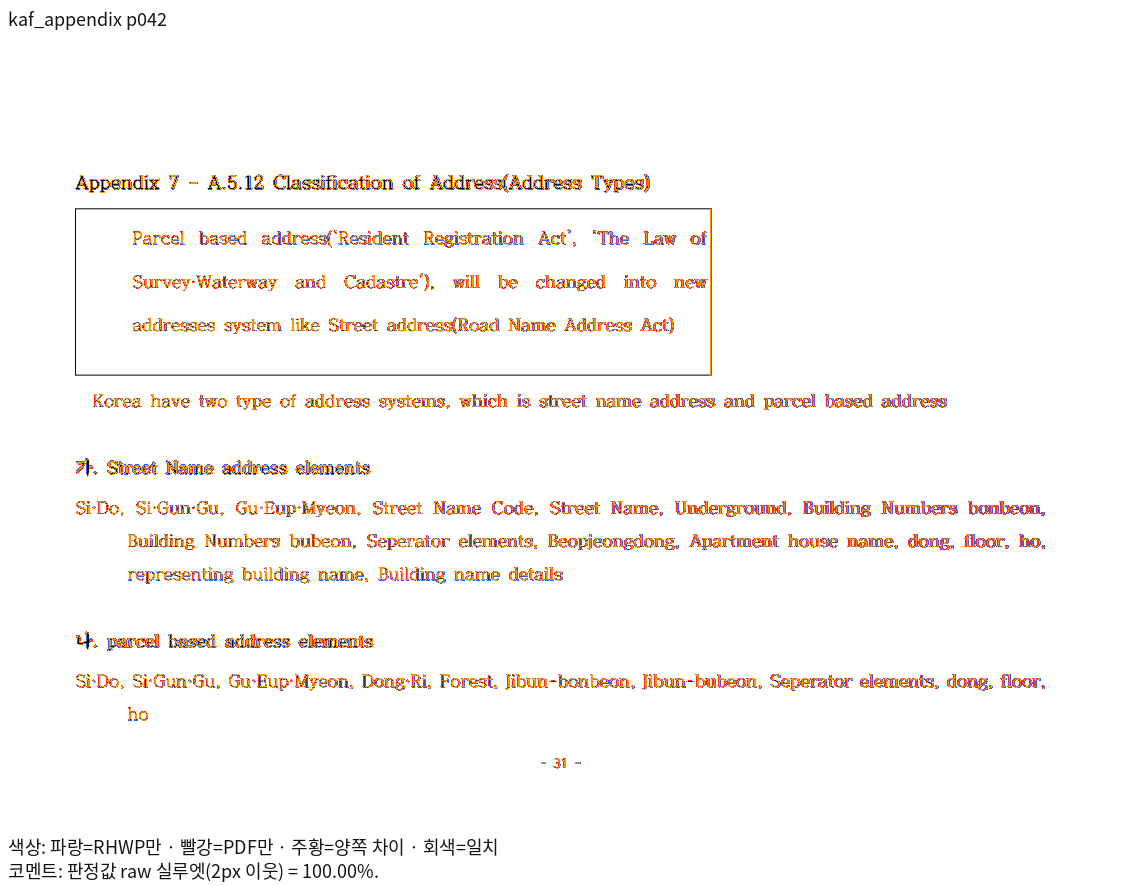 kaf_appendix p042
Appendix 7 - A.5.12 Classification of Address(Address Types)
Parcel based address(‘Resident Registration Act’, ‘The Law of
Survey·Waterway and Cadastre’), will be changed into new
addresses system like Street address(Road Name Address Act)
Korea have two type of address systems, which is street name address and parcel based address
가. Street Name address elements
Si·Do, Si·Gun·Gu, Gu·Eup·Myeon, Street Name Code, Street Name, Underground, Building Numbers bonbeon,
Building Numbers bubeon, Seperator elements, Beopjeongdong, Apartment house name, dong, floor, ho,
representing building name, Building name details
나. parcel based address elements
Si·Do, Si·Gun·Gu, Gu·Eup·Myeon, Dong·Ri, Forest, Jibun-bonbeon, Jibun-bubeon, Seperator elements, dong, floor,
ho
- 31 -
색상: 파랑=RHWP만 · 빨강=PDF만 · 주황=양쪽 차이 · 회색=일치
코멘트: 판정값 raw 실루엣(2px 이웃) = 100.00%.